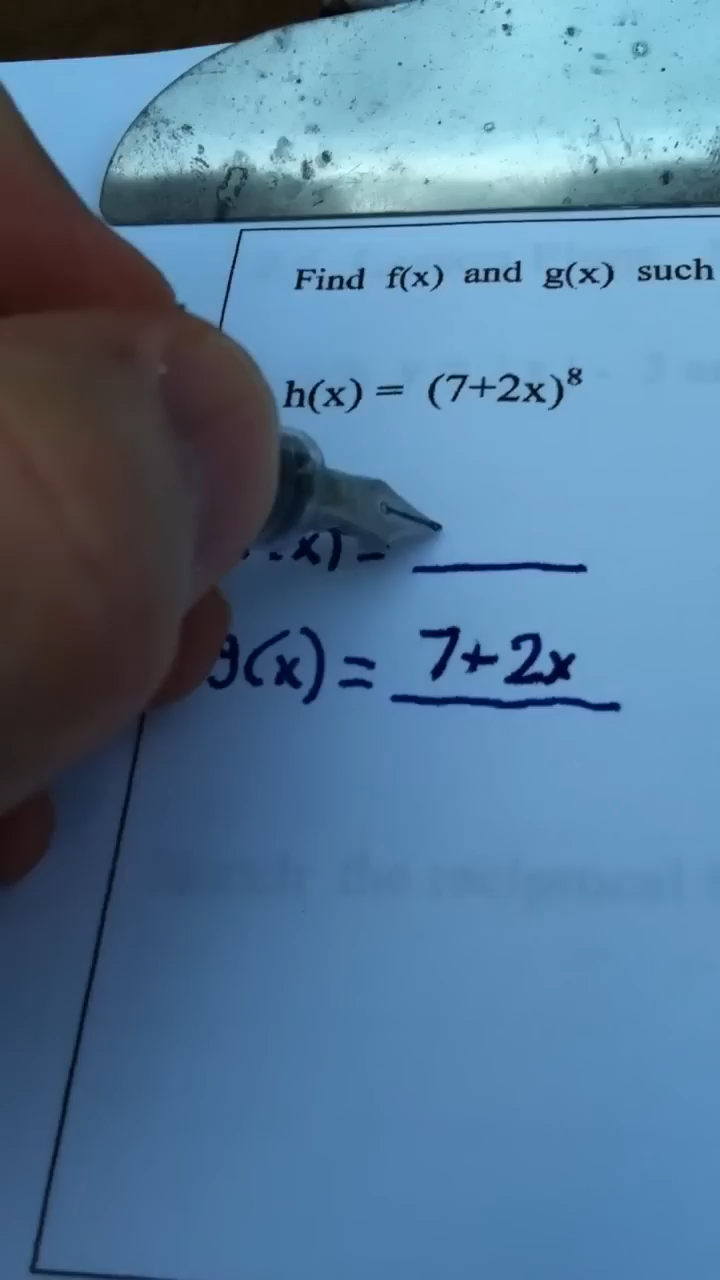 Find f(x) and g(x) such
h(x) = (7+2x)⁸
(x) =
g(x) = 7+2x